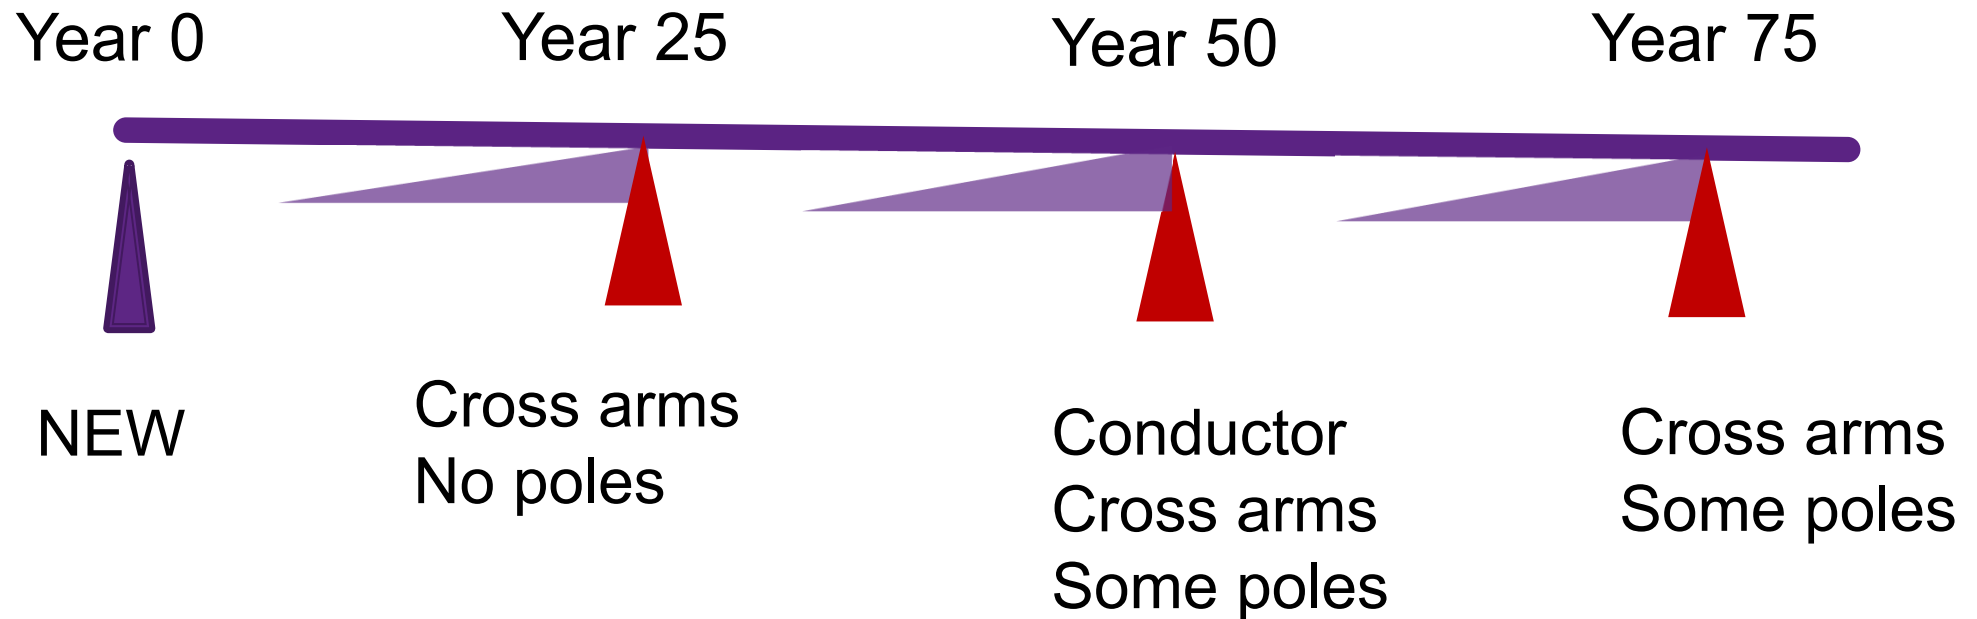 Year 0
Year 25
Year 50
Year 75
NEW
Cross arms
No poles
Conductor
Cross arms
Some poles
Cross arms
Some poles